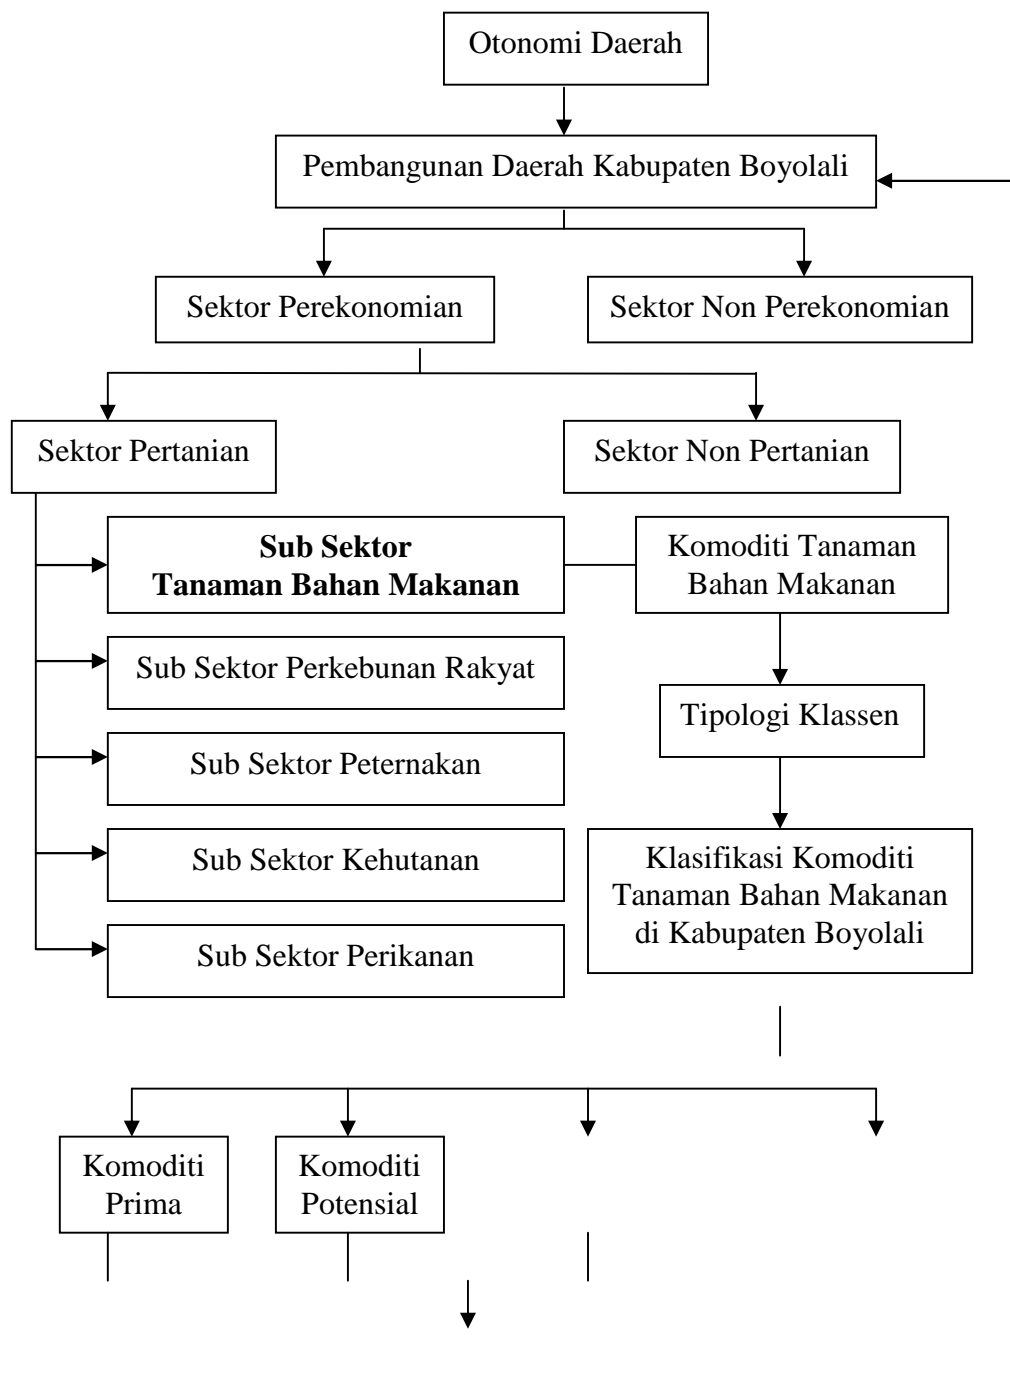 Otonomi Daerah
Pembangunan Daerah Kabupaten Boyolali
Sektor Perekonomian
Sektor Non Perekonomian
Sektor Pertanian
Sektor Non Pertanian
Sub Sektor
Tanaman Bahan Makanan
Komoditi Tanaman
Bahan Makanan
Sub Sektor Perkebunan Rakyat
Tipologi Klassen
Sub Sektor Peternakan
Sub Sektor Kehutanan
Klasifikasi Komoditi
Tanaman Bahan Makanan
di Kabupaten Boyolali
Sub Sektor Perikanan
Komoditi
Prima
Komoditi
Potensial